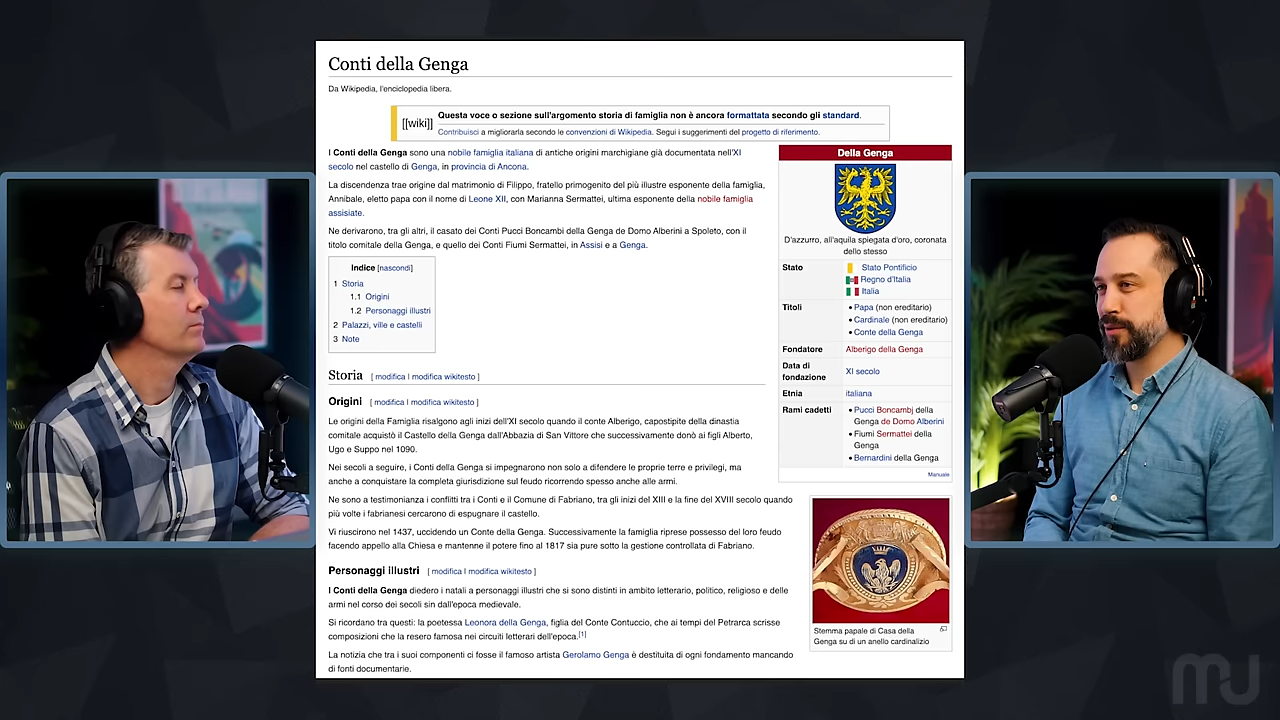 Conti della Genga
Da Wikipedia, l'enciclopedia libera.
[[wiki]]
Questa voce o sezione sull'argomento storia di famiglia non è ancora formattata secondo gli standard.
Contribuisci a migliorarla secondo le convenzioni di Wikipedia. Segui i suggerimenti del progetto di riferimento.
I Conti della Genga sono una nobile famiglia italiana di antiche origini marchigiane già documentata nell'XI
secolo nel castello di Genga, in provincia di Ancona.
La discendenza trae origine dal matrimonio di Filippo, fratello primogenito del più illustre esponente della famiglia,
Annibale, eletto papa con il nome di Leone XII, con Marianna Sermattei, ultima esponente della nobile famiglia
assisiate.
Ne derivarono, tra gli altri, il casato dei Conti Pucci Boncambi della Genga de Domo Alberini a Spoleto, con il
titolo comitale della Genga, e quello dei Conti Fiumi Sermattei, in Assisi e a Genga.
Indice [nascondi]
1 Storia
1.1 Origini
1.2 Personaggi illustri
2 Palazzi, ville e castelli
3 Note
Storia [ modifica | modifica wikitesto ]
Origini [ modifica | modifica wikitesto ]
Le origini della Famiglia risalgono agli inizi dell'XI secolo quando il conte Alberigo, capostipite della dinastia
comitale acquistò il Castello della Genga dall'Abbazia di San Vittore che successivamente donò ai figli Alberto,
Ugo e Suppo nel 1090.
Nei secoli a seguire, i Conti della Genga si impegnarono non solo a difendere le proprie terre e privilegi, ma
anche a conquistare la completa giurisdizione sul feudo ricorrendo spesso anche alle armi.
Ne sono a testimonianza i conflitti tra i Conti e il Comune di Fabriano, tra gli inizi del XIII e la fine del XVIII secolo quando
più volte i fabrianesi cercarono di espugnare il castello.
Vi riuscirono nel 1437, uccidendo un Conte della Genga. Successivamente la famiglia riprese possesso del loro feudo
facendo appello alla Chiesa e mantenne il potere fino al 1817 sia pure sotto la gestione controllata di Fabriano.
Personaggi illustri [ modifica | modifica wikitesto ]
I Conti della Genga diedero i natali a personaggi illustri che si sono distinti in ambito letterario, politico, religioso e delle
armi nel corso dei secoli sin dall'epoca medievale.
Si ricordano tra questi: la poetessa Leonora della Genga, figlia del Conte Contuccio, che ai tempi del Petrarca scrisse
composizioni che la resero famosa nei circuiti letterari dell'epoca.[1]
La notizia che tra i suoi componenti ci fosse il famoso artista Gerolamo Genga è destituita di ogni fondamento mancando
di fonti documentarie.
Della Genga
D'azzurro, all'aquila spiegata d'oro, coronata
dello stesso
Stato
Stato Pontificio
Regno d'Italia
Italia
Titoli
• Papa (non ereditario)
• Cardinale (non ereditario)
• Conte della Genga
Fondatore Alberigo della Genga
Data di
fondazione
XI secolo
Etnia italiana
Rami cadetti
• Pucci Boncambj della
Genga de Domo Alberini
• Fiumi Sermattei della
Genga
• Bernardini della Genga
Manuale
Stemma papale di Casa della
Genga su di un anello cardinalizio
MJ